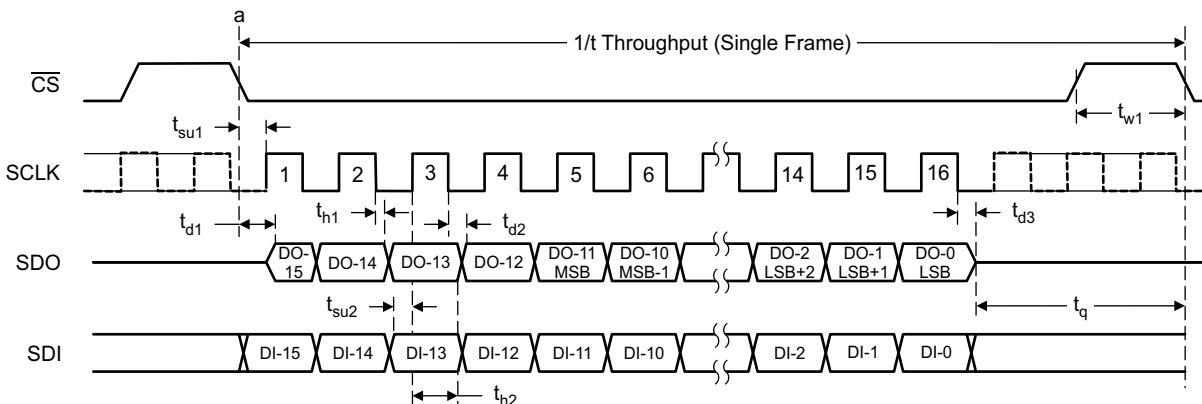 a
1/t Throughput (Single Frame)
CS
tsu1
tw1
SCLK
1 2 3 4 5 6 14 15 16
td1
th1
td2
td3
SDO
DO-15 DO-14 DO-13 DO-12 DO-11 MSB DO-10 MSB-1 DO-2 LSB+2 DO-1 LSB+1 DO-0 LSB
tsu2
tq
SDI
DI-15 DI-14 DI-13 DI-12 DI-11 DI-10 DI-2 DI-1 DI-0
th2